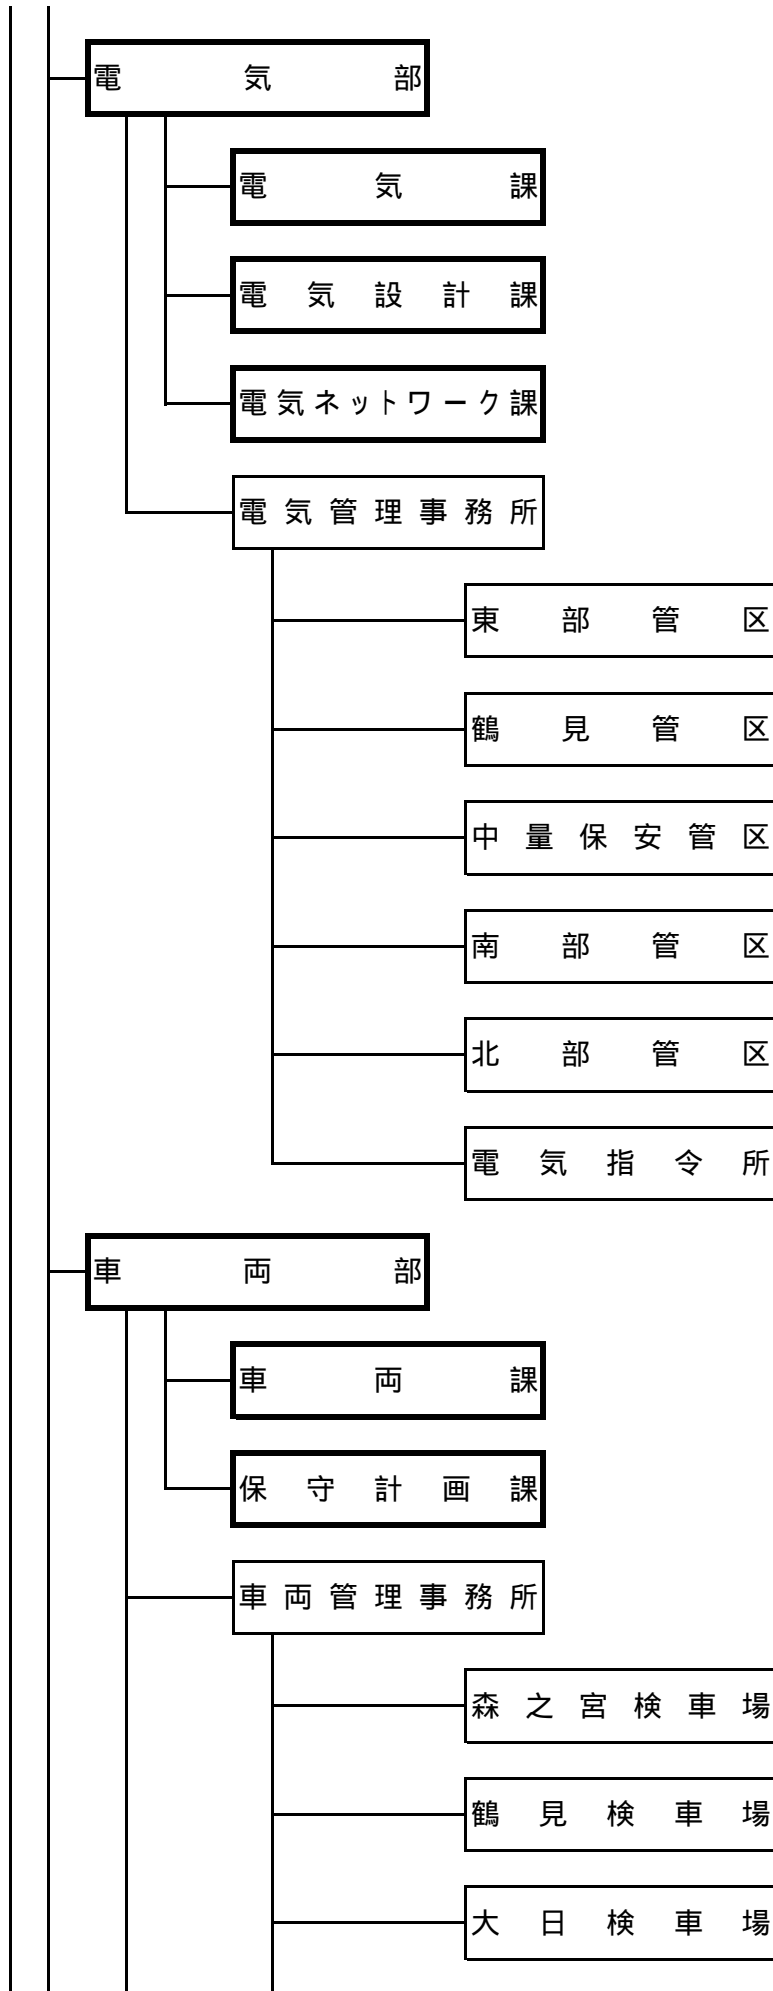 電気部
電気課
電気設計課
電気ネットワーク課
電気管理事務所
東部管区
鶴見管区
中量保安管区
南部管区
北部管区
電気指令所
車両部
車両課
保守計画課
車両管理事務所
森之宮検車場
鶴見検車場
大日検車場